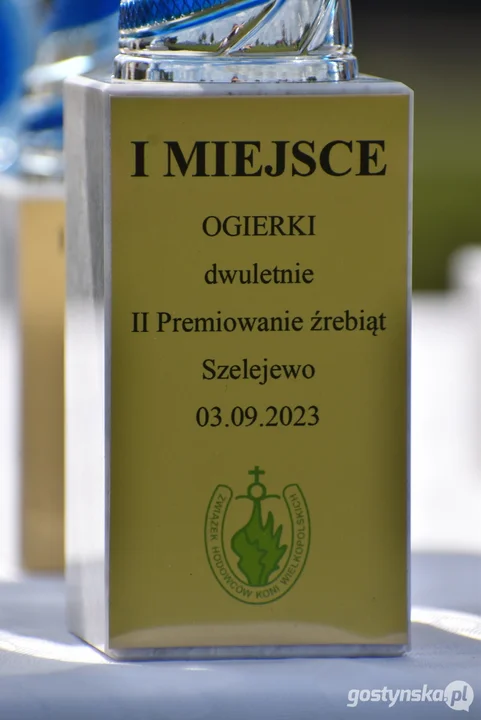 I MIEJSCE
OGIERKI
dwuletnie
II Premiowanie źrebiąt
Szelejewo
03.09.2023
ZWIĄZEK HODOWCÓW KONI WIELKOPOLSKICH
gostynska.pl